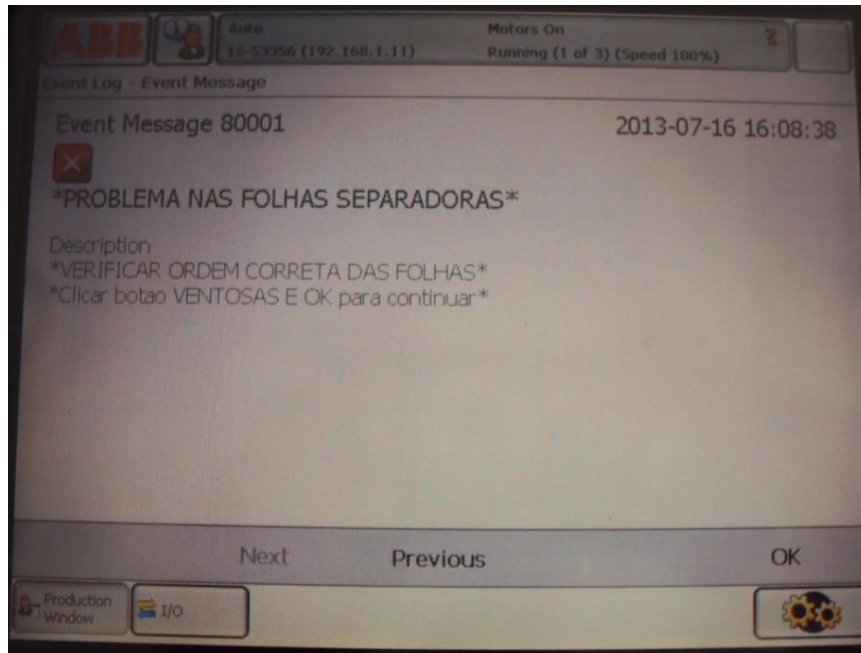 ABB
Auto
16-53356 (192.168.1.11)
Motors On
Running (1 of 3) (Speed 100%)
Event Log - Event Message
Event Message 80001
2013-07-16 16:08:38
*PROBLEMA NAS FOLHAS SEPARADORAS*
Description
*VERIFICAR ORDEM CORRETA DAS FOLHAS*
*Clicar botao VENTOSAS E OK para continuar*
Next
Previous
OK
Production
Window
I/O